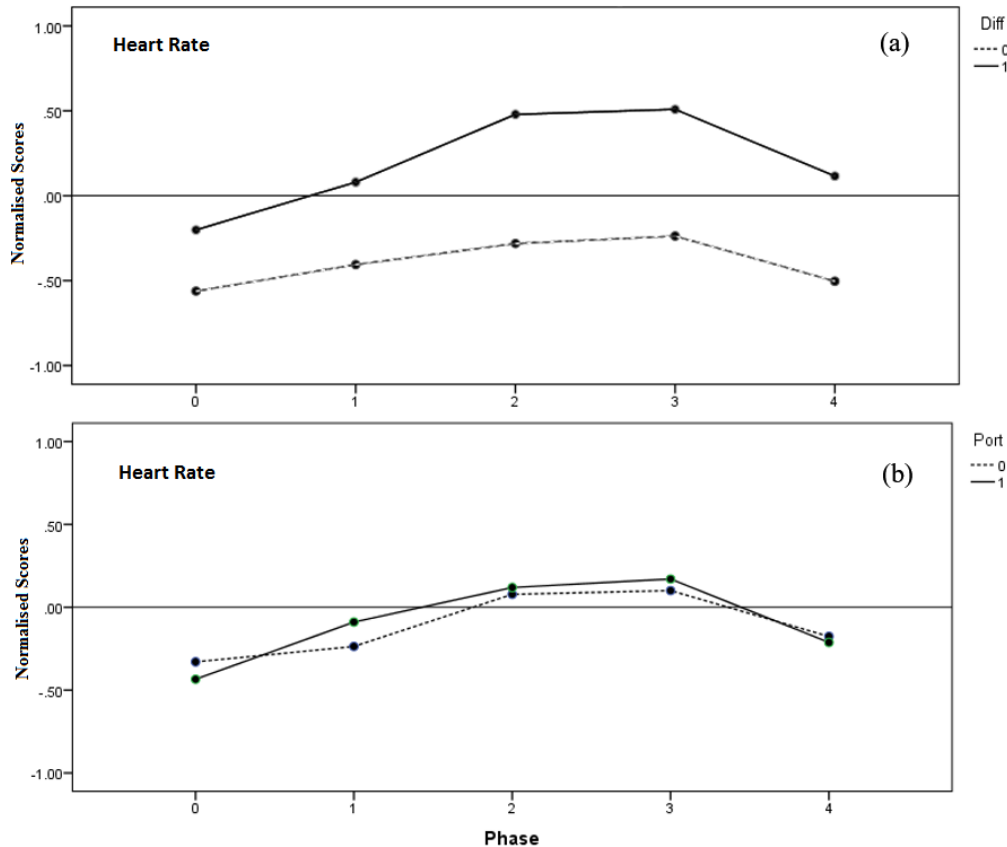 Heart Rate
(a)
Diff
0
1
Normalised Scores
1.00
.50
.00
-.50
-1.00
0 1 2 3 4
Heart Rate
(b)
Port
0
1
Normalised Scores
1.00
.50
.00
-.50
-1.00
0 1 2 3 4
Phase